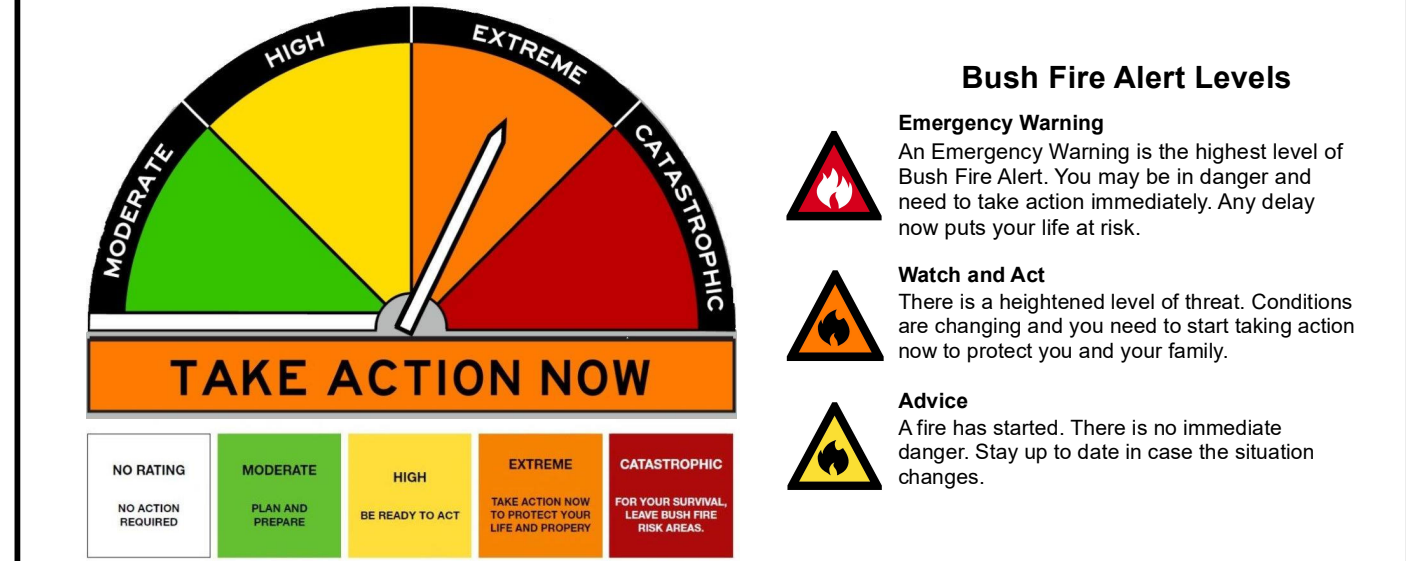 MODERATE
HIGH
EXTREME
CATASTROPHIC
TAKE ACTION NOW
NO RATING
NO ACTION
REQUIRED
MODERATE
PLAN AND
PREPARE
HIGH
BE READY TO ACT
EXTREME
TAKE ACTION NOW
TO PROTECT YOUR
LIFE AND PROPERY
CATASTROPHIC
FOR YOUR SURVIVAL,
LEAVE BUSH FIRE
RISK AREAS.
Bush Fire Alert Levels
Emergency Warning
An Emergency Warning is the highest level of
Bush Fire Alert. You may be in danger and
need to take action immediately. Any delay
now puts your life at risk.
Watch and Act
There is a heightened level of threat. Conditions
are changing and you need to start taking action
now to protect you and your family.
Advice
A fire has started. There is no immediate
danger. Stay up to date in case the situation
changes.